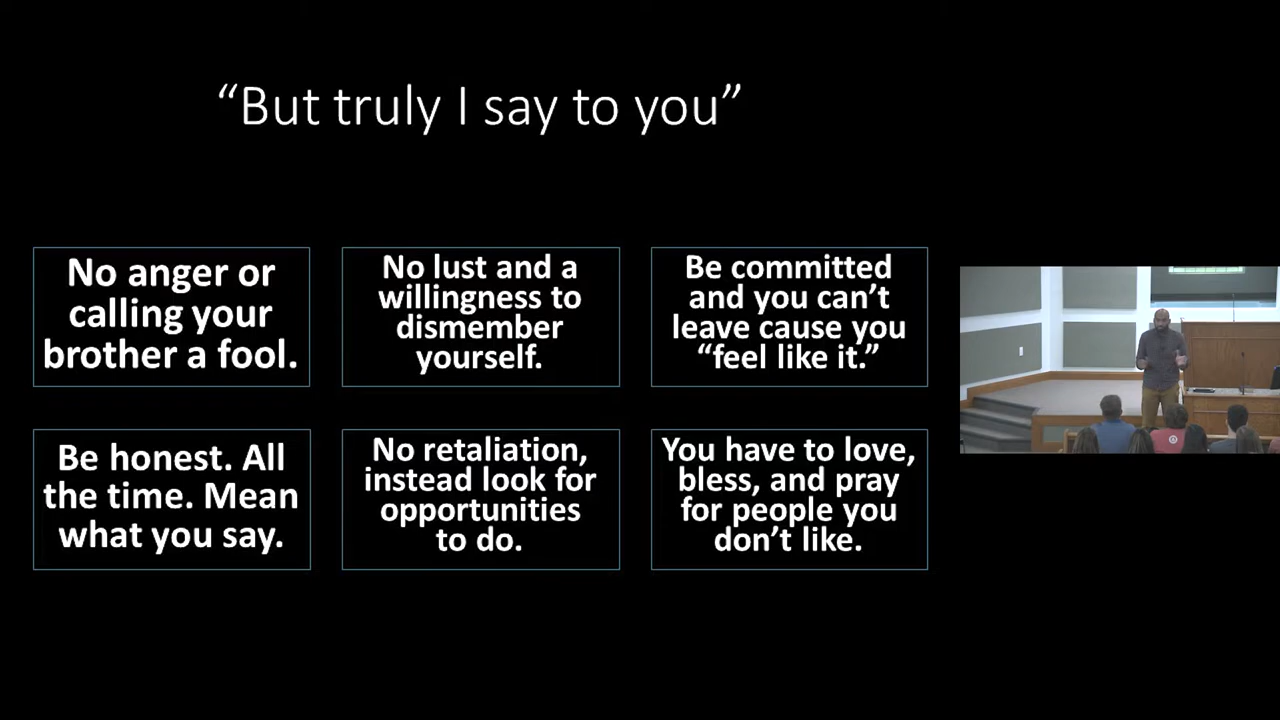 “But truly I say to you”
No anger or
calling your
brother a fool.
No lust and a
willingness to
dismember
yourself.
Be committed
and you can’t
leave cause you
“feel like it.”
Be honest. All
the time. Mean
what you say.
No retaliation,
instead look for
opportunities
to do.
You have to love,
bless, and pray
for people you
don’t like.